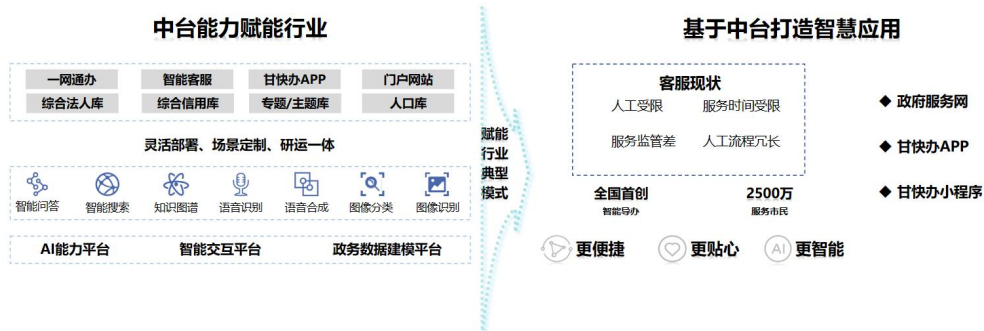 中台能力赋能行业
一网通办 智能客服 甘快办APP 门户网站
综合法人库 综合信用库 专题/主题库 人口库
灵活部署、场景定制、研运一体
智能问答 智能搜索 知识图谱 语音识别 语音合成 图像分类 图像识别
AI能力平台 智能交互平台 政务数据建模平台
赋能
行业
典型
模式
基于中台打造智慧应用
客服现状
人工受限 服务时间受限
服务监管差 人工流程冗长
全国首创 2500万
智能导办 服务市民
更便捷 更贴心 AI 更智能
◆ 政府服务网
◆ 甘快办APP
◆ 甘快办小程序